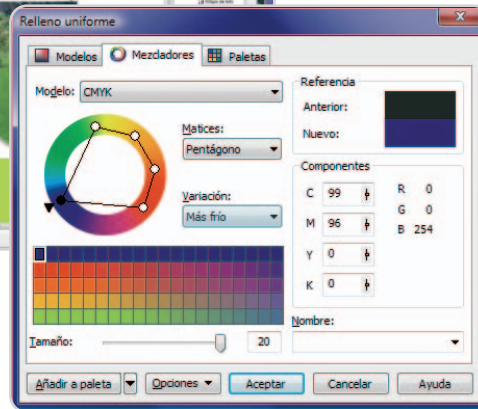 Relleno uniforme
Modelos Mezcladores Paletas
Modelo: CMYK
Matices:
Pentágono
Variación:
Más frío
Tamaño: 20
Referencia
Anterior:
Nuevo:
Componentes
C 99 R 0
M 96 G 0
Y 0 B 254
K 0
Nombre:
Añadir a paleta Opciones Aceptar Cancelar Ayuda